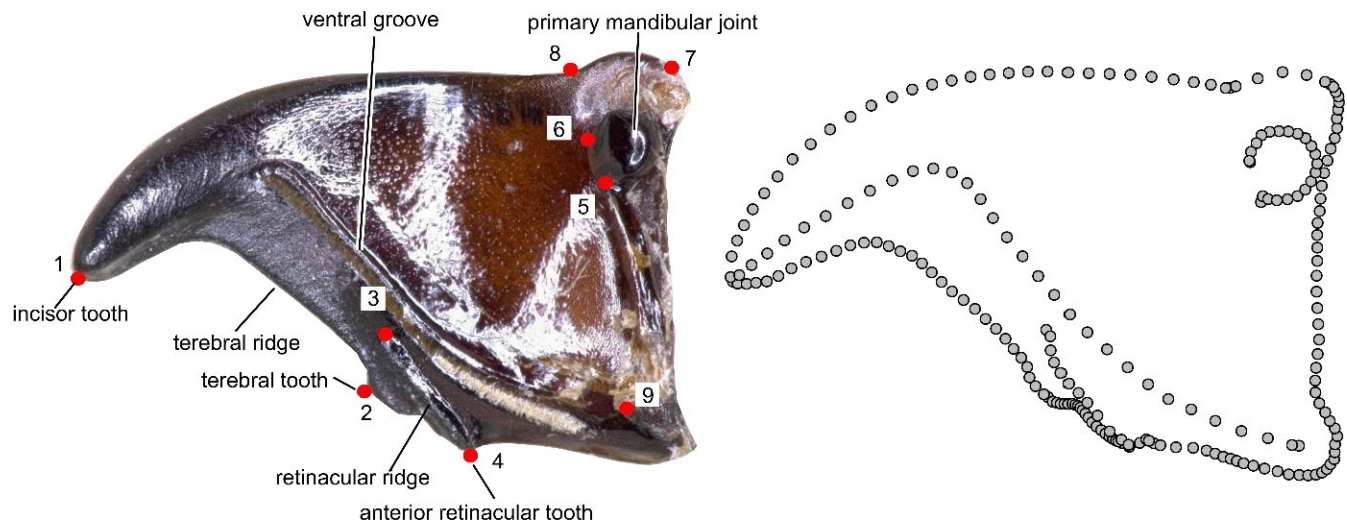 ventral groove
primary mandibular joint
8
7
6
5
1
incisor tooth
3
terebral ridge
terebral tooth
2
9
retinacular ridge
4
anterior retinacular tooth